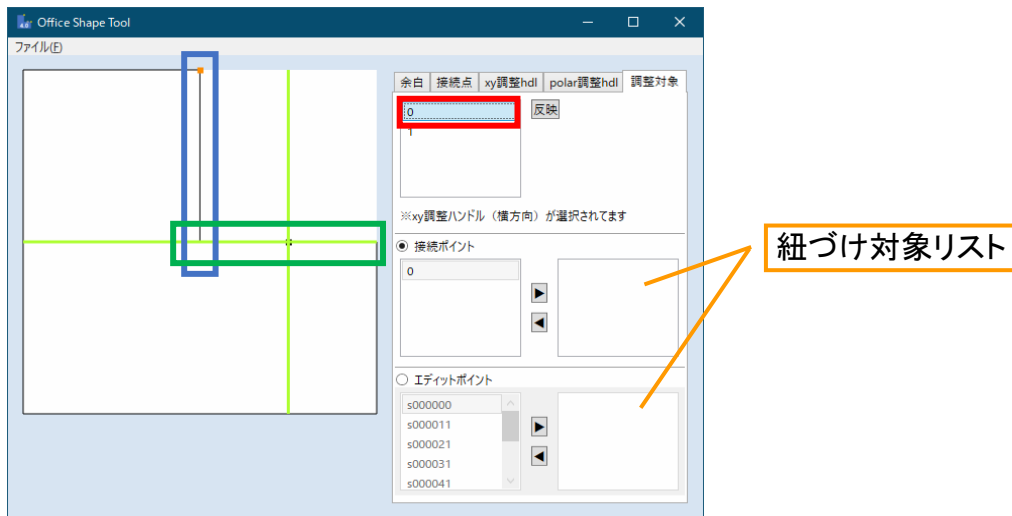 Office Shape Tool
ファイル(F)
余白 接続点 xy調整hdl polar調整hdl 調整対象
0 反映
1
※xy調整ハンドル（横方向）が選択されてます
接続ポイント
紐づけ対象リスト
0
▶
◀
エディットポイント
s000000
s000011
▶
s000021
◀
s000031
s000041